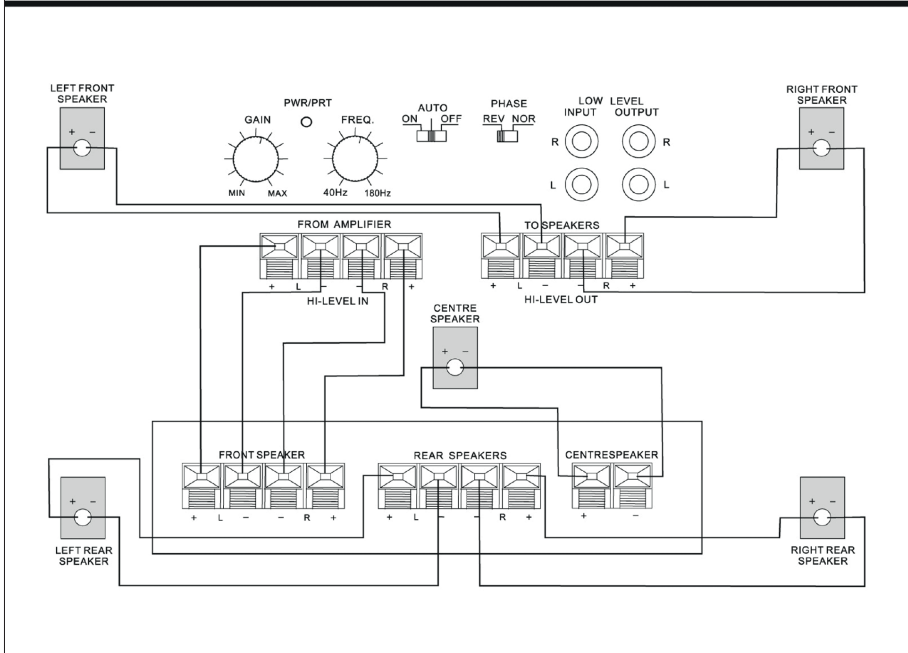 LEFT FRONT
SPEAKER
+ −
PWR/PRT
GAIN
MIN MAX
FREQ.
40Hz 180Hz
AUTO
ON OFF
PHASE
REV NOR
LOW LEVEL
INPUT OUTPUT
R R
L L
RIGHT FRONT
SPEAKER
+ −
FROM AMPLIFIER
+ L − − R +
HI-LEVEL IN
TO SPEAKERS
+ L − − R +
HI-LEVEL OUT
CENTRE
SPEAKER
+ −
FRONT SPEAKER
+ L − − R +
REAR SPEAKERS
+ L − − R +
CENTRESPEAKER
+ −
+ −
LEFT REAR
SPEAKER
+ −
RIGHT REAR
SPEAKER